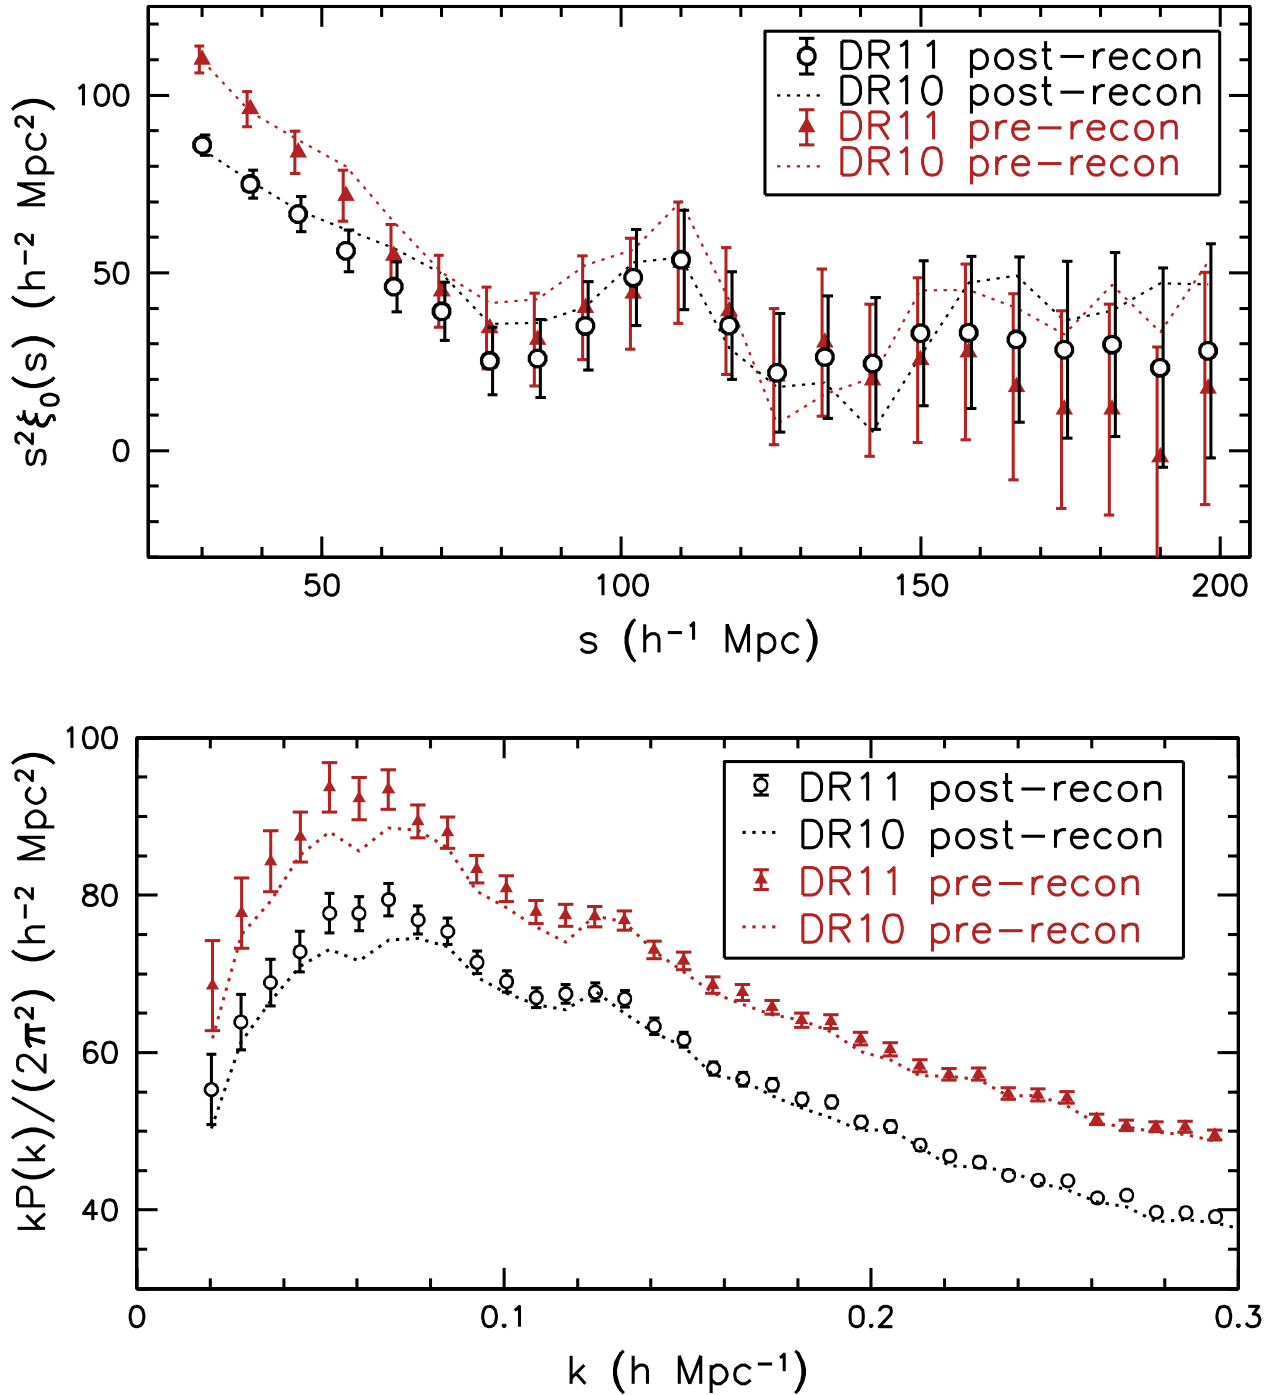 DR11 post−recon
DR10 post−recon
DR11 pre−recon
DR10 pre−recon
100
50
0
s²ξ₀(s) (h⁻² Mpc²)
50 100 150 200
s (h⁻¹ Mpc)
100
80
60
40
kP(k)/(2π²) (h⁻² Mpc²)
DR11 post−recon
DR10 post−recon
DR11 pre−recon
DR10 pre−recon
0 0.1 0.2 0.3
k (h Mpc⁻¹)